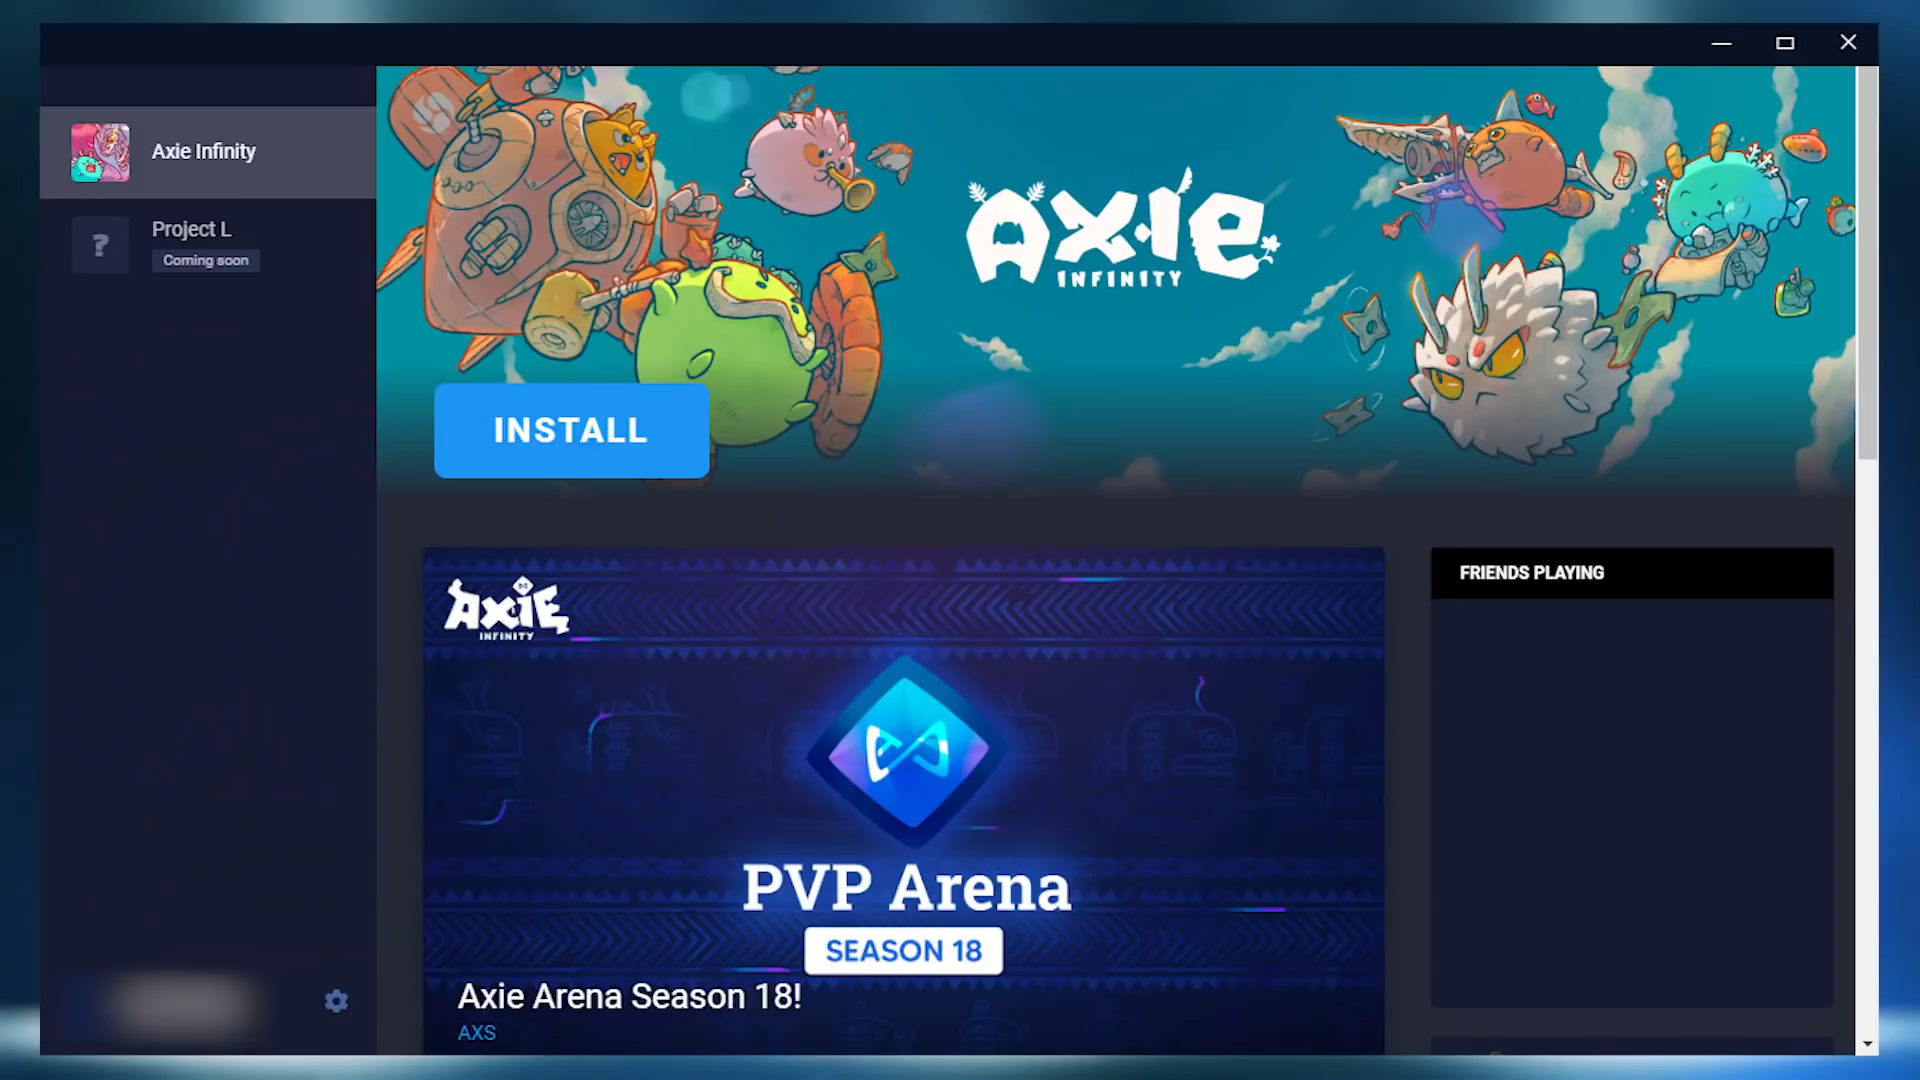 Axie Infinity
?
Project L
Coming soon
AXIE
INFINITY
INSTALL
AXIE
INFINITY
PVP Arena
SEASON 18
Axie Arena Season 18!
AXS
FRIENDS PLAYING